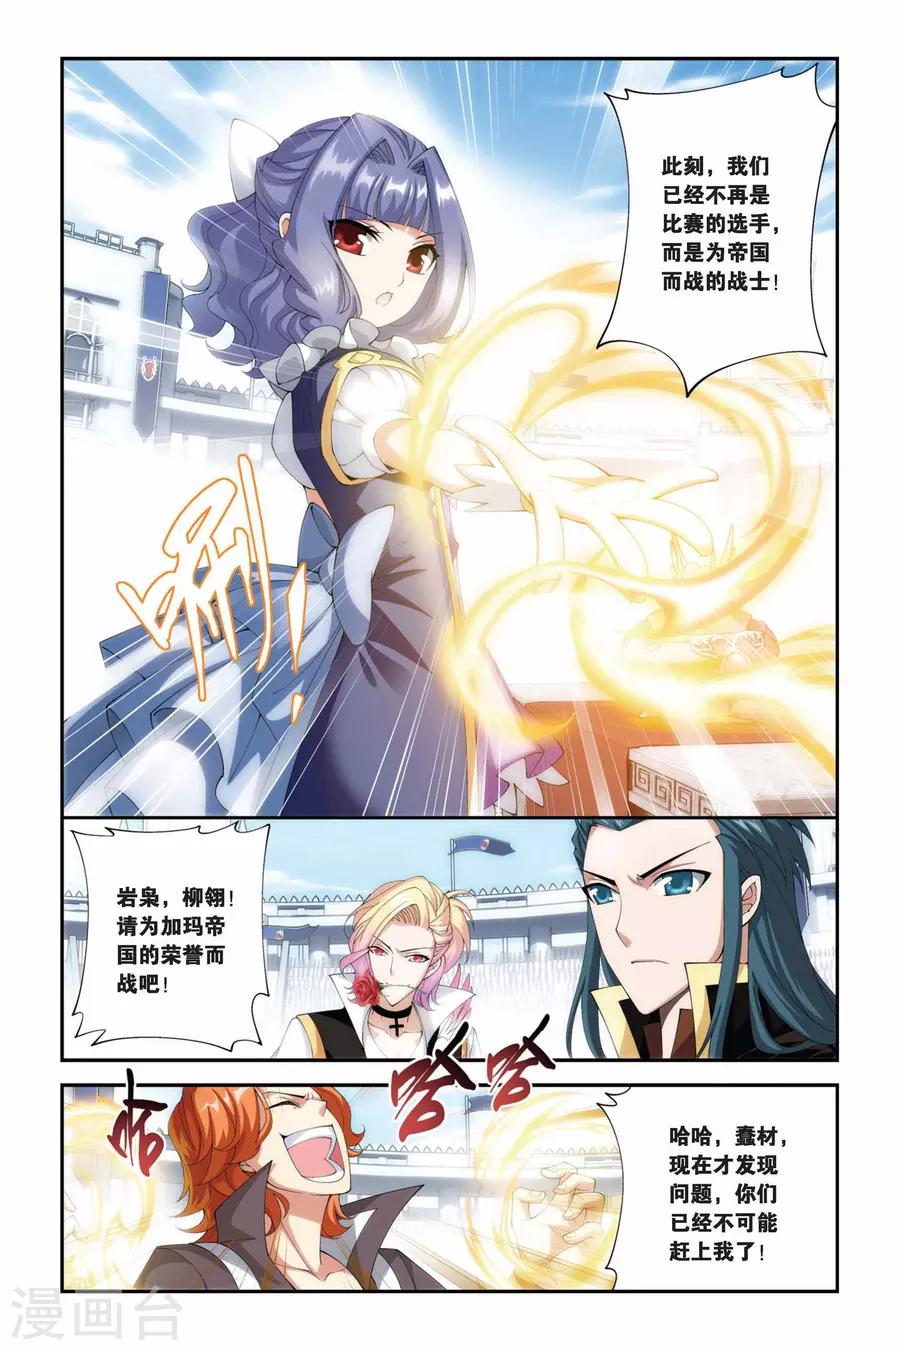 此刻，我们
已经不再是
比赛的选手，
而是为帝国
而战的战士！
唰！
岩枭，柳翎！
请为加玛帝
国的荣誉而
战吧！
哈
哈
哈
哈哈，蠢材，
现在才发现
问题，你们
已经不可能
赶上我了！
漫画台